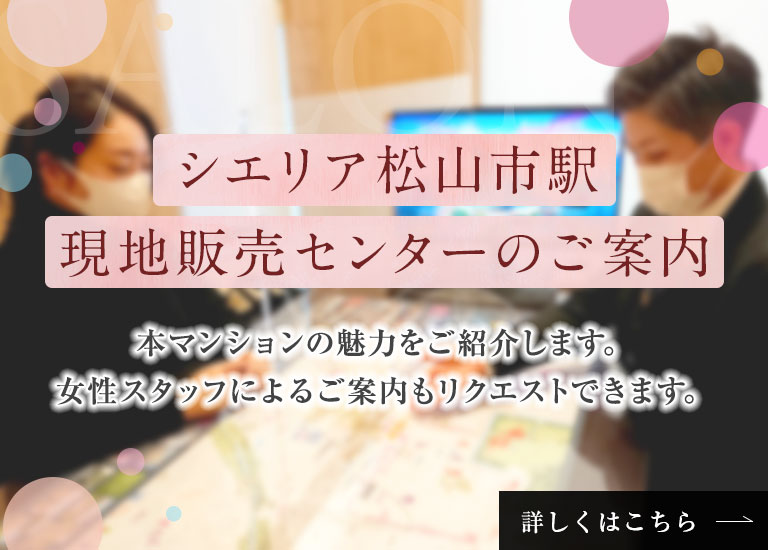 SALON
シエリア松山市駅
現地販売センターのご案内
本マンションの魅力をご紹介します。
女性スタッフによるご案内もリクエストできます。
詳しくはこちら